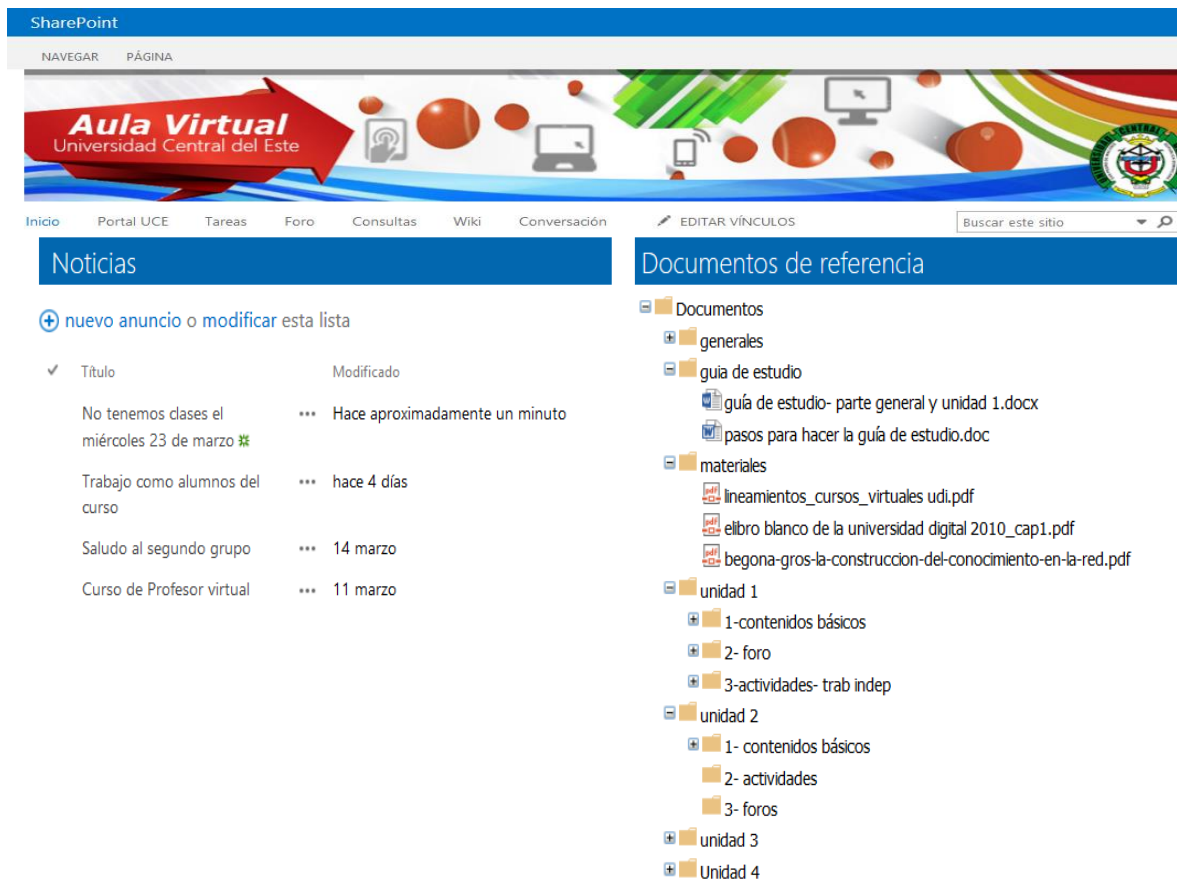 SharePoint
NAVEGAR PÁGINA
Aula Virtual
Universidad Central del Este
Inicio Portal UCE Tareas Foro Consultas Wiki Conversación EDITAR VÍNCULOS Buscar este sitio
Noticias
nuevo anuncio o modificar esta lista
Título Modificado
No tenemos clases el
miércoles 23 de marzo
Hace aproximadamente un minuto
Trabajo como alumnos del
curso
hace 4 días
Saludo al segundo grupo 14 marzo
Curso de Profesor virtual 11 marzo
Documentos de referencia
Documentos
generales
guia de estudio
guía de estudio- parte general y unidad 1.docx
pasos para hacer la guía de estudio.doc
materiales
lineamientos_cursos_virtuales udi.pdf
elibro blanco de la universidad digital 2010_cap1.pdf
begona-gros-la-construccion-del-conocimiento-en-la-red.pdf
unidad 1
1-contenidos básicos
2- foro
3-actividades- trab indep
unidad 2
1- contenidos básicos
2- actividades
3- foros
unidad 3
Unidad 4